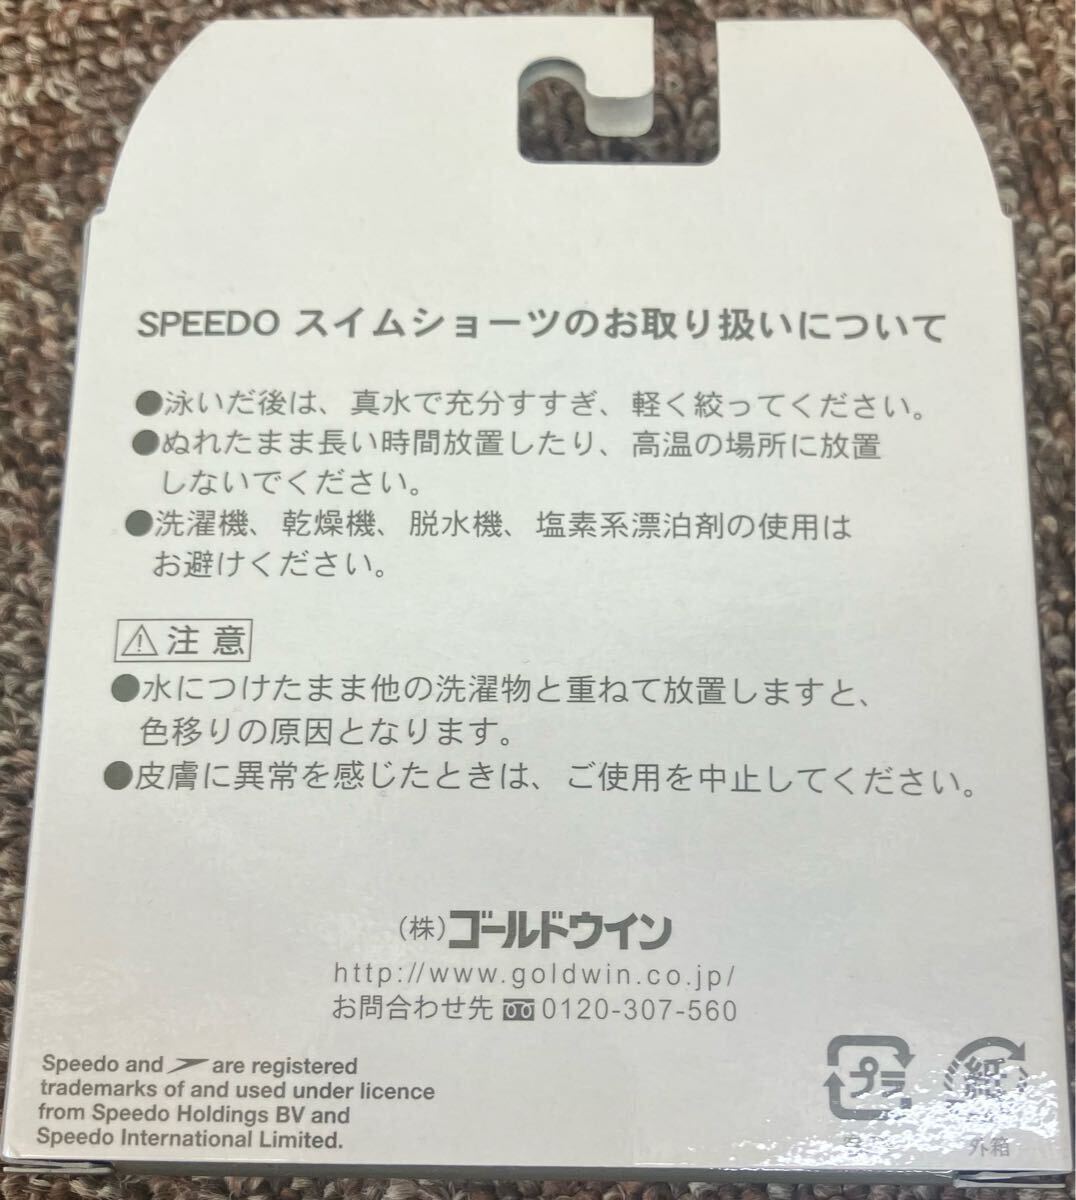 SPEEDO スイムショーツのお取り扱いについて
●泳いだ後は、真水で充分すすぎ、軽く絞ってください。
●ぬれたまま長い時間放置したり、高温の場所に放置
しないでください。
●洗濯機、乾燥機、脱水機、塩素系漂泊剤の使用は
お避けください。
⚠注意
●水につけたまま他の洗濯物と重ねて放置しますと、
色移りの原因となります。
●皮膚に異常を感じたときは、ご使用を中止してください。
(株)ゴールドウイン
http://www.goldwin.co.jp/
お問合わせ先 0120-307-560
Speedo and are registered
trademarks of and used under licence
from Speedo Holdings BV and
Speedo International Limited.
プラ 紙
外箱